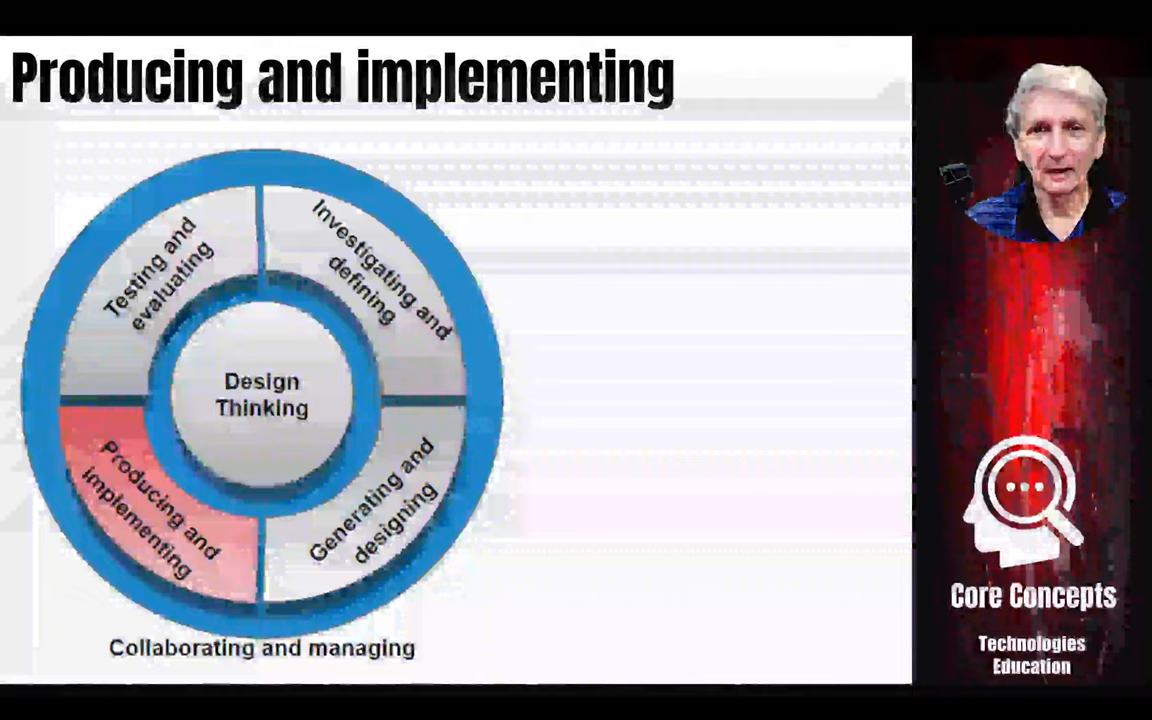 Producing and implementing
Testing and
evaluating
Investigating and
defining
Design
Thinking
Producing and
implementing
Generating and
designing
Collaborating and managing
Core Concepts
Technologies
Education